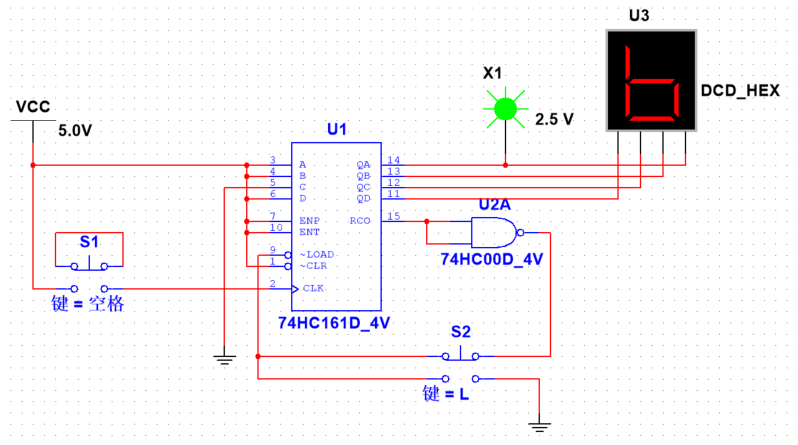 U3
X1
DCD_HEX
VCC
5.0V
2.5 V
U1
3 A QA 14
4 B QB 13
5 C QC 12
6 D QD 11
7 ENP RCO 15
10 ENT
9 ~LOAD
1 ~CLR
2 CLK
U2A
74HC00D_4V
S1
键 = 空格
74HC161D_4V
S2
键 = L
b